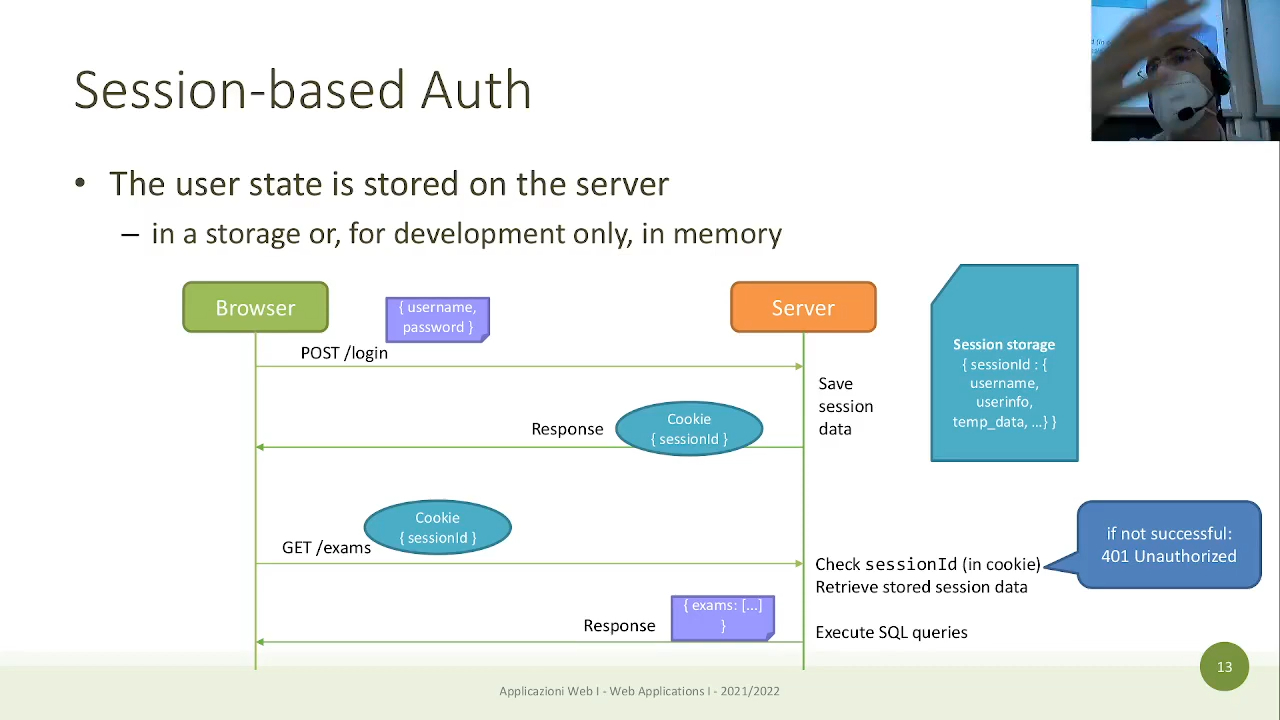 Session-based Auth
• The user state is stored on the server
– in a storage or, for development only, in memory
Browser
{ username,
password }
Server
POST /login
Session storage
{ sessionId : {
username,
userinfo,
temp_data, ...} }
Save
session
data
Response
Cookie
{ sessionId }
Cookie
{ sessionId }
GET /exams
Check sessionId (in cookie)
Retrieve stored session data
if not successful:
401 Unauthorized
Response
{ exams: [...]
}
Execute SQL queries
13
Applicazioni Web I - Web Applications I - 2021/2022